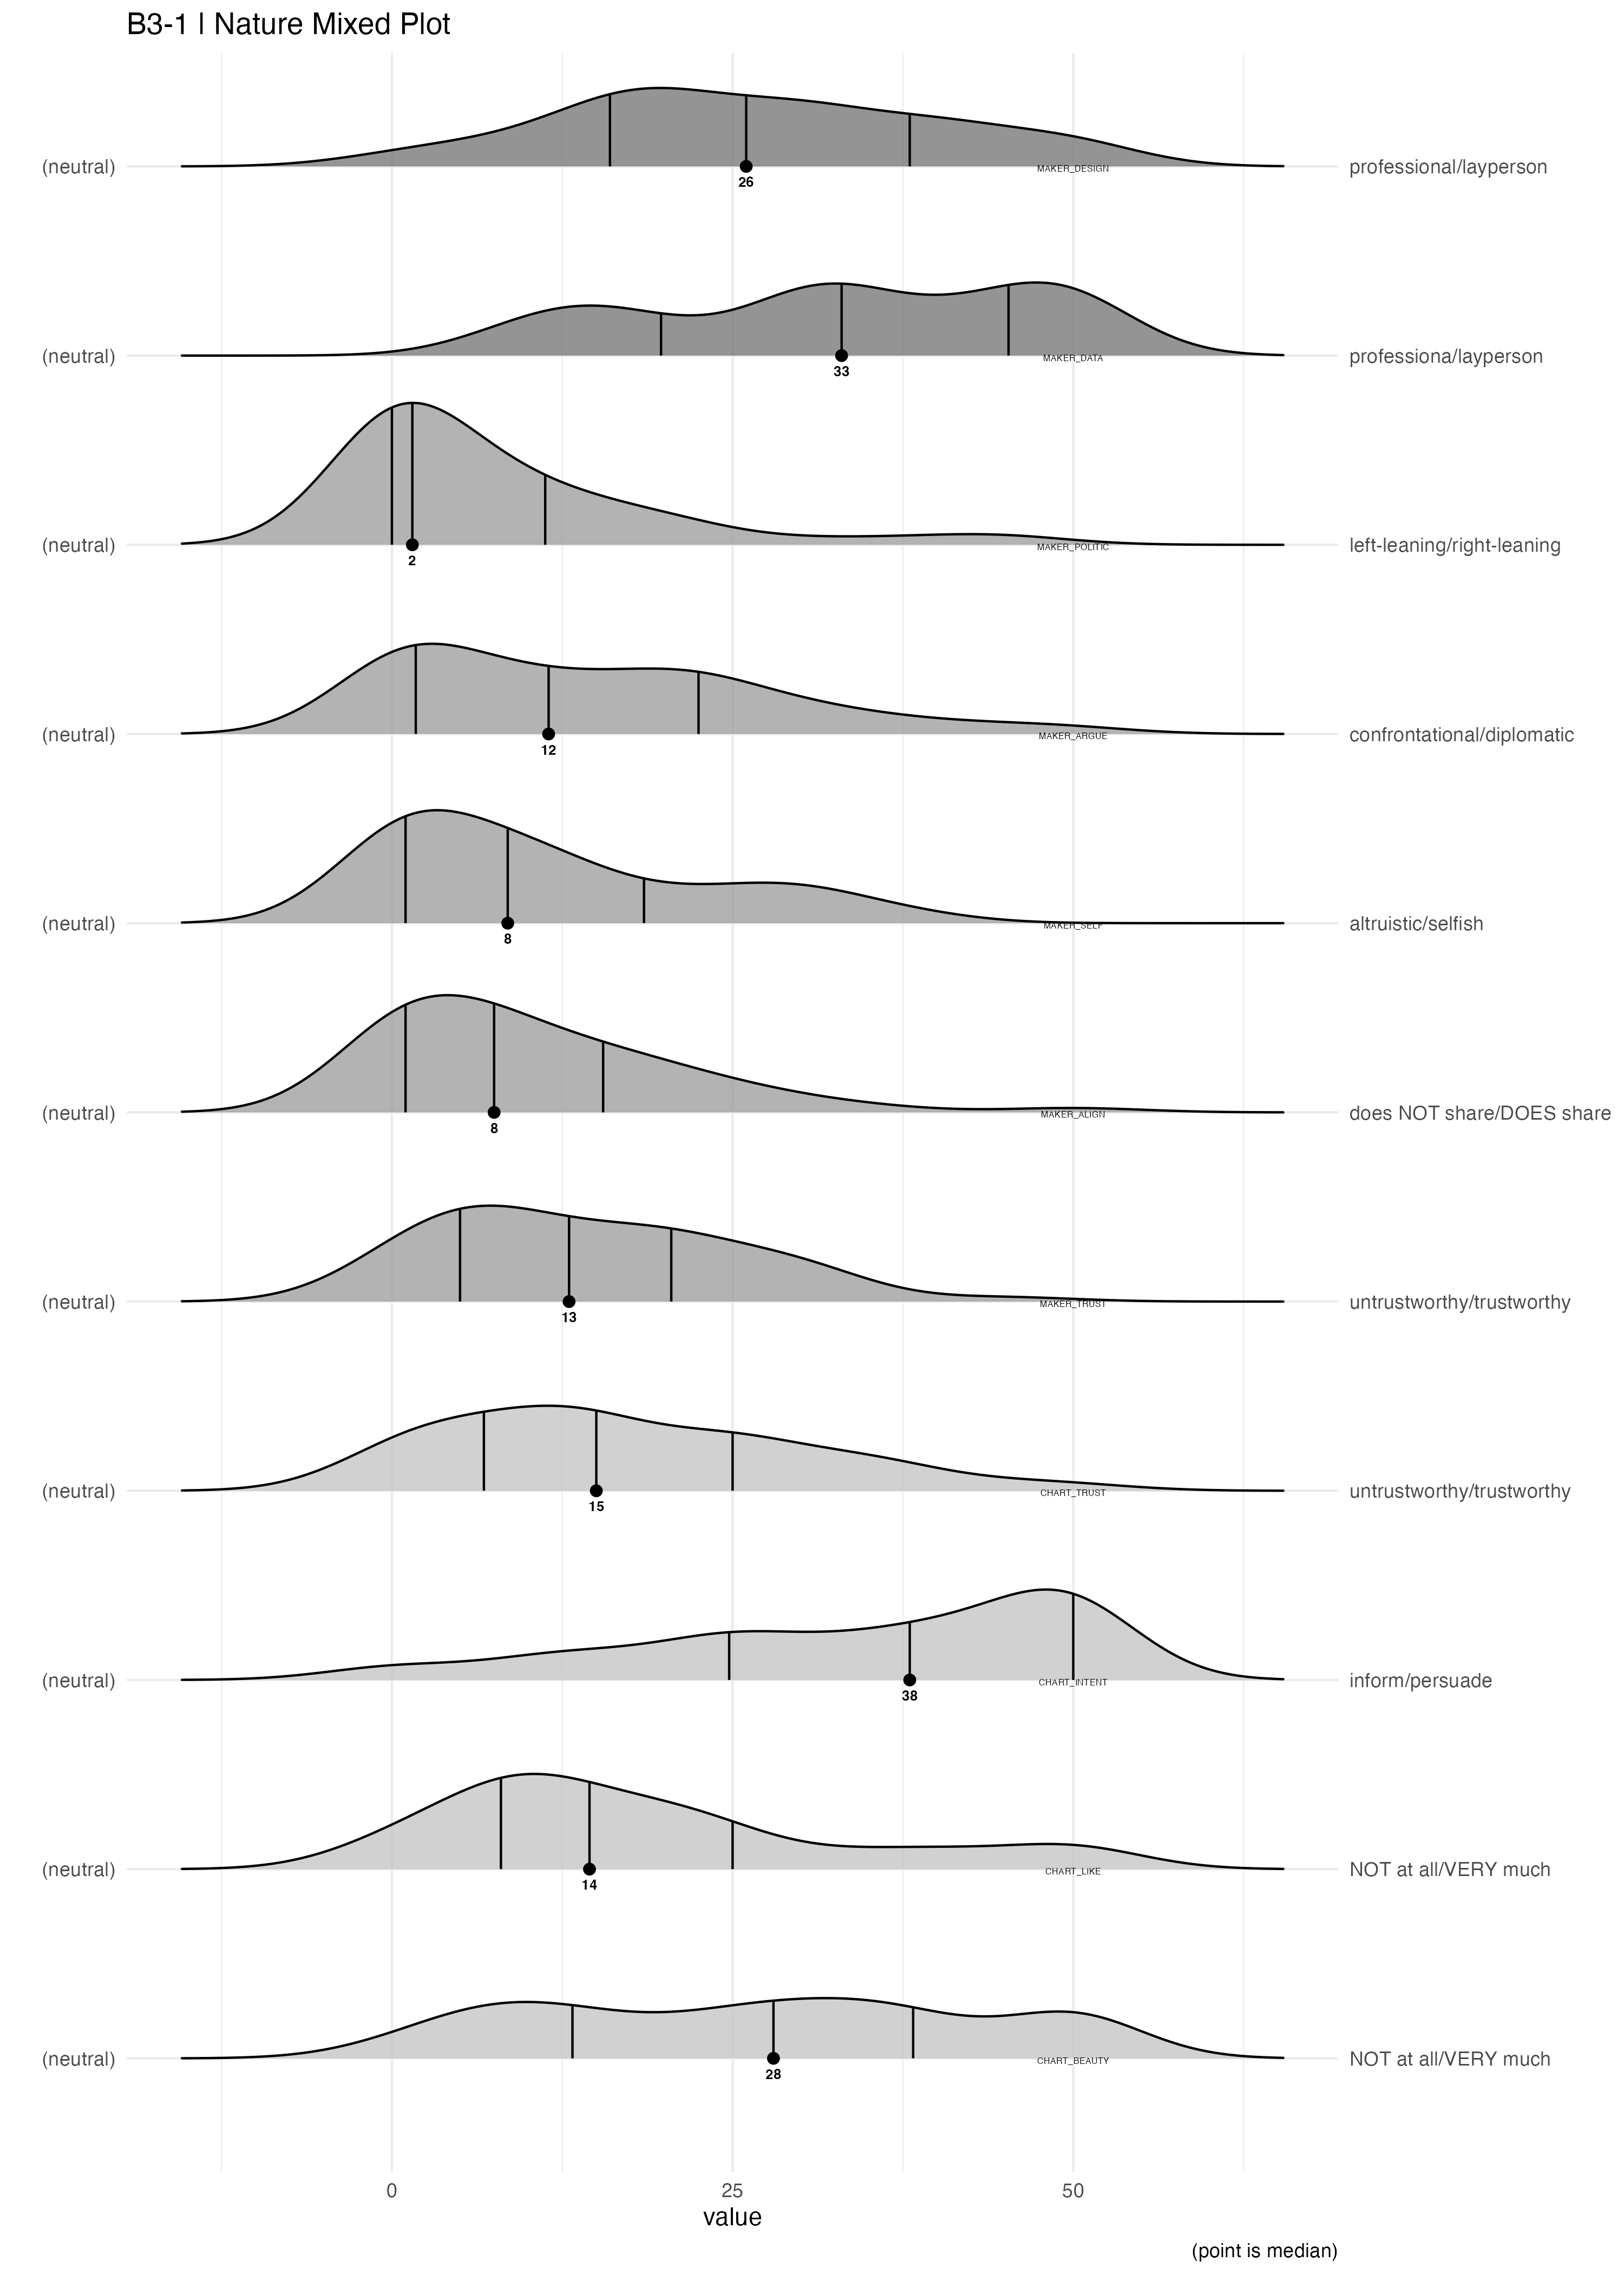 B3-1 | Nature Mixed Plot
(neutral) MAKER_DESIGN professional/layperson
26
(neutral) MAKER_DATA professiona/layperson
33
(neutral) MAKER_POLITIC left-leaning/right-leaning
2
(neutral) MAKER_ARGUE confrontational/diplomatic
12
(neutral) MAKER_SELF altruistic/selfish
8
(neutral) MAKER_ALIGN does NOT share/DOES share
8
(neutral) MAKER_TRUST untrustworthy/trustworthy
13
(neutral) CHART_TRUST untrustworthy/trustworthy
15
(neutral) CHART_INTENT inform/persuade
38
(neutral) CHART_LIKE NOT at all/VERY much
14
(neutral) CHART_BEAUTY NOT at all/VERY much
28
0 25 50
value
(point is median)